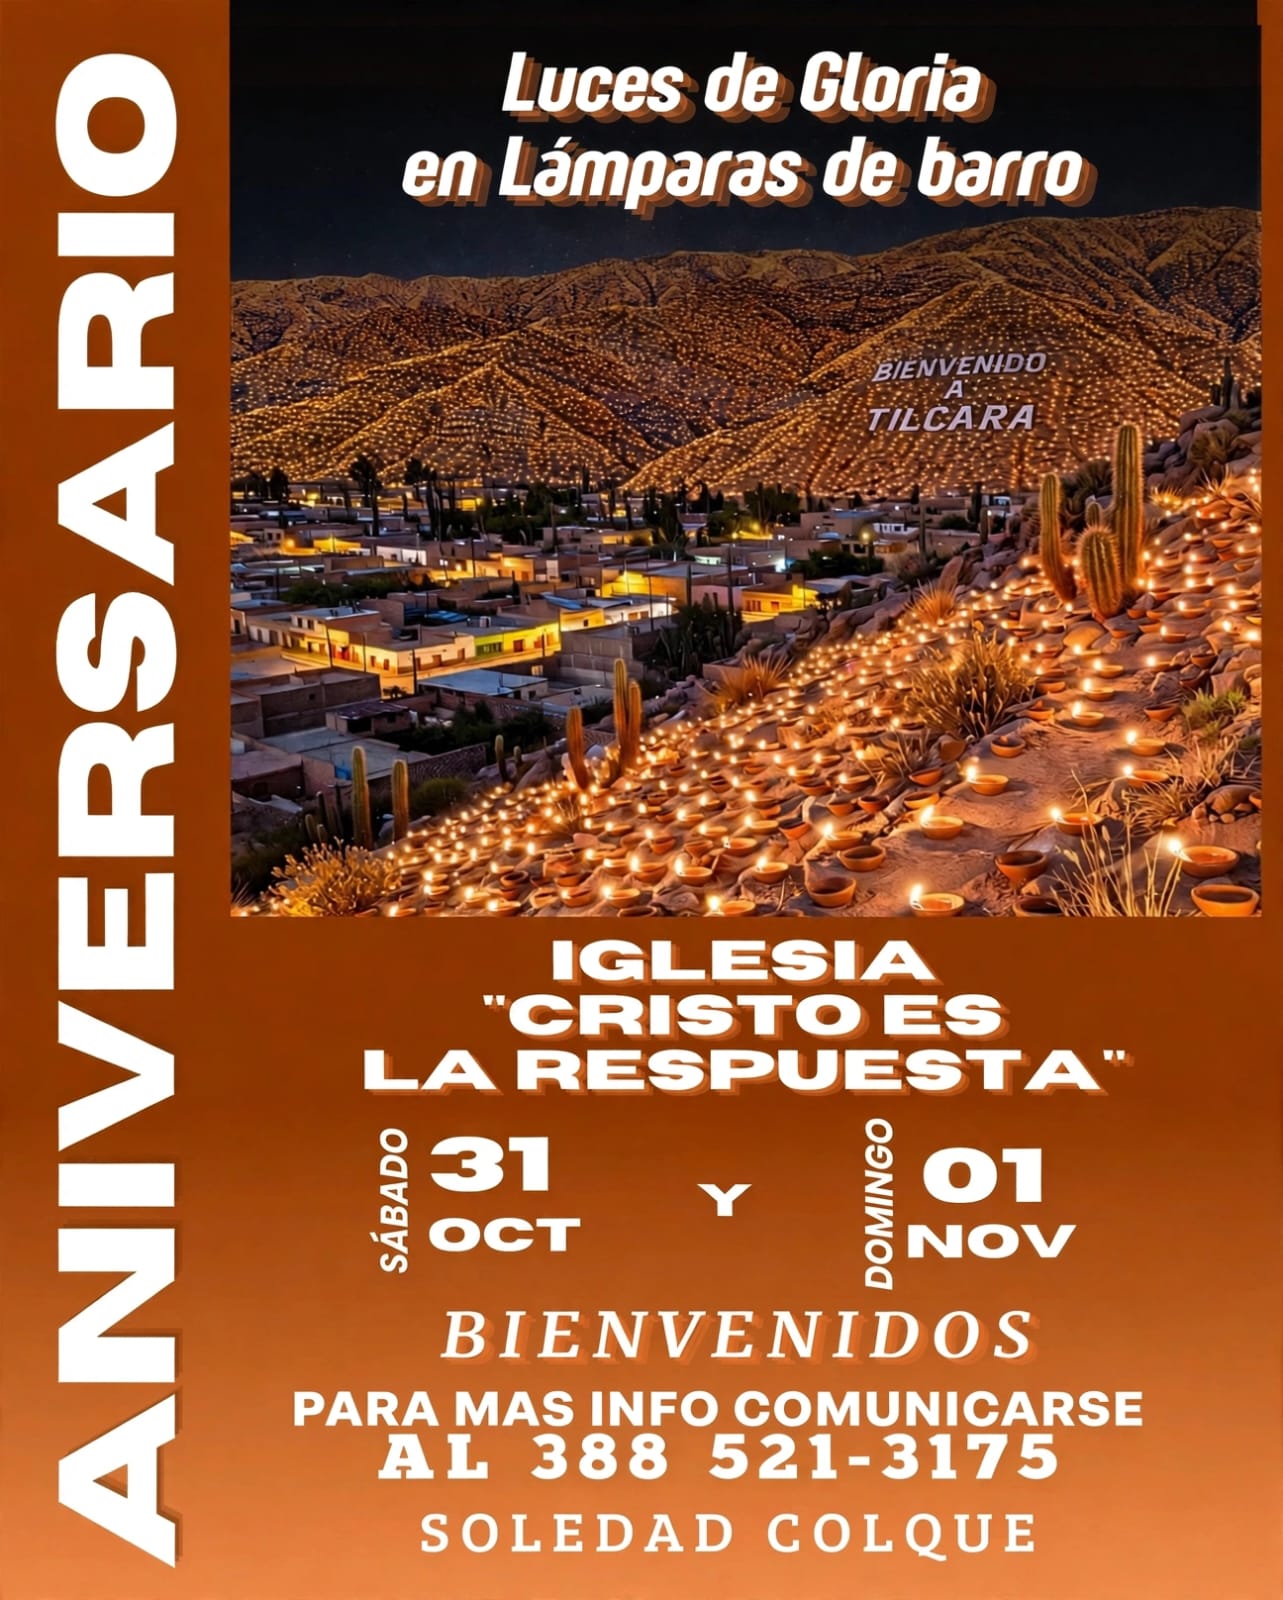 ANIVERSARIO
Luces de Gloria
en Lámparas de barro
BIENVENIDO
A
TILCARA
IGLESIA
"CRISTO ES
LA RESPUESTA"
SÁBADO
31
OCT
Y
DOMINGO
01
NOV
BIENVENIDOS
PARA MAS INFO COMUNICARSE
AL 388 521-3175
SOLEDAD COLQUE